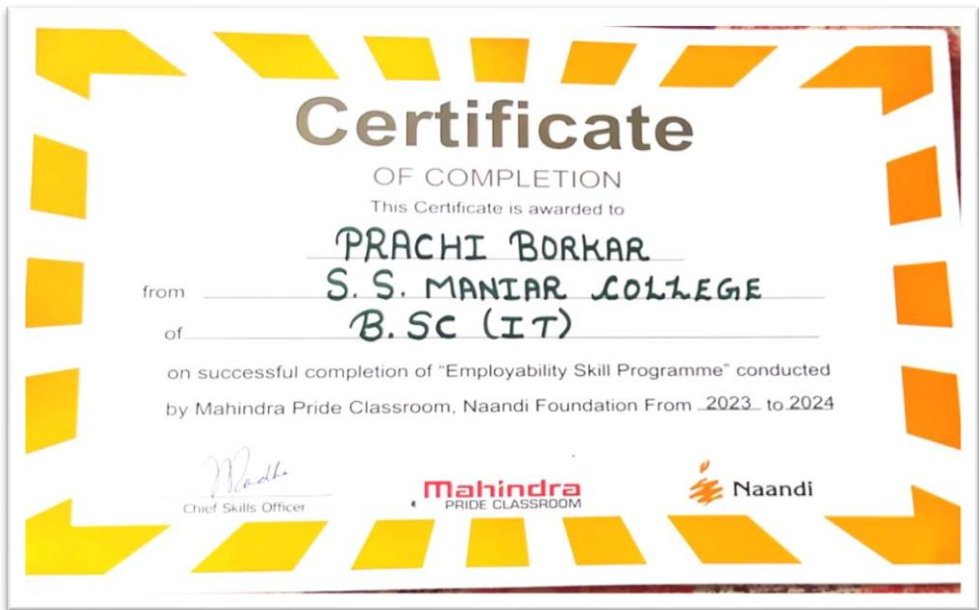 Certificate
OF COMPLETION
This Certificate is awarded to
PRACHI BORKAR
from S. S. MANIAR COLLEGE
of B.SC (IT)
on successful completion of "Employability Skill Programme" conducted
by Mahindra Pride Classroom, Naandi Foundation From 2023 to 2024
Chief Skills Officer
Mahindra
PRIDE CLASSROOM
Naandi